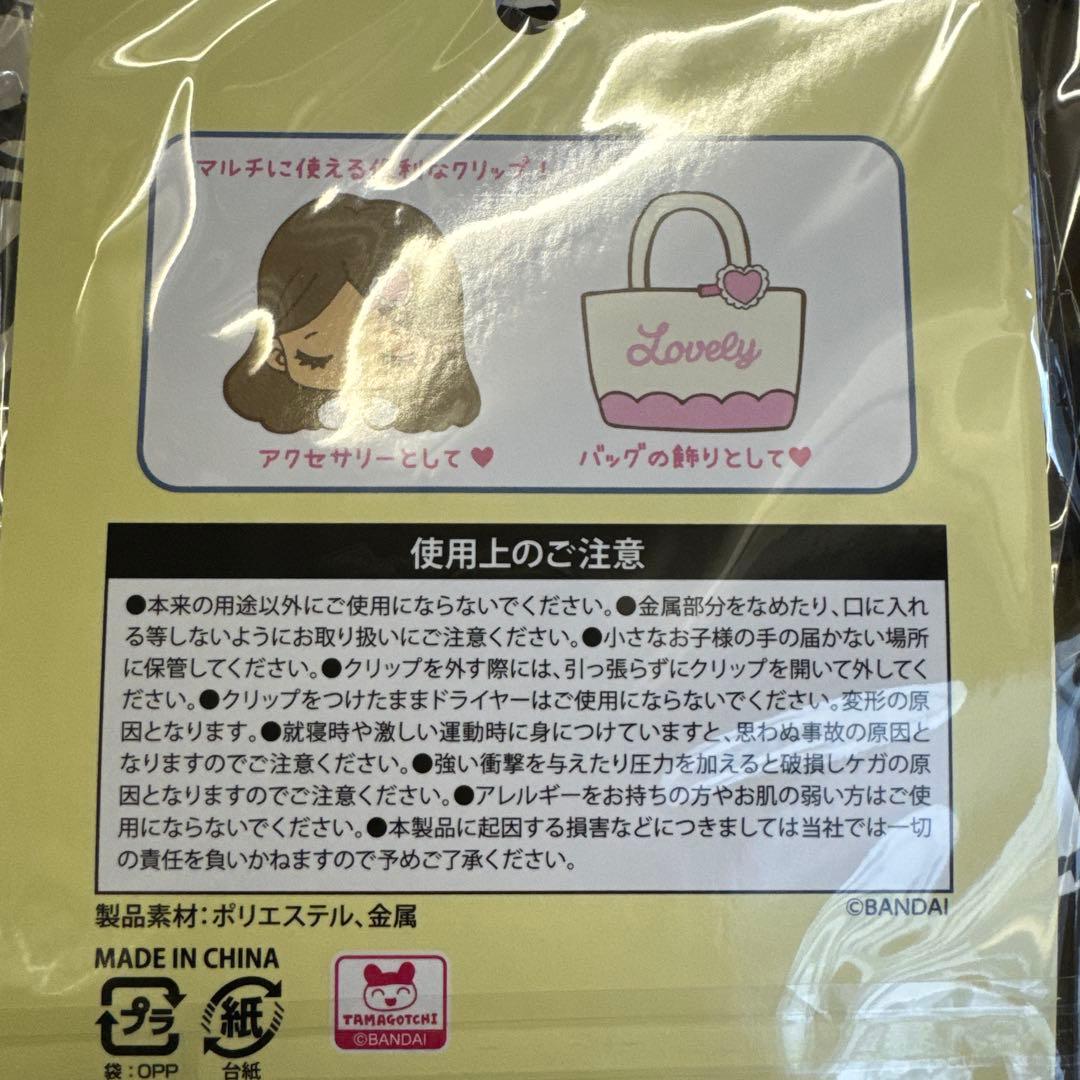 マルチに使える便利なクリップ!
Lovely
アクセサリーとして♥
バッグの飾りとして♥
使用上のご注意
●本来の用途以外にご使用にならないでください。●金属部分をなめたり、口に入れ
る等しないようにお取り扱いにご注意ください。●小さなお子様の手の届かない場所
に保管してください。●クリップを外す際には、引っ張らずにクリップを開いて外してく
ださい。●クリップをつけたままドライヤーはご使用にならないでください。変形の原
因となります。●就寝時や激しい運動時に身につけていますと、思わぬ事故の原因と
なりますのでご注意ください。●強い衝撃を与えたり圧力を加えると破損しケガの原
因となりますのでご注意ください。●アレルギーをお持ちの方やお肌の弱い方はご使
用にならないでください。●本製品に起因する損害などにつきましては当社では一切
の責任を負いかねますので予めご了承ください。
©BANDAI
製品素材:ポリエステル、金属
MADE IN CHINA
プラ
紙
袋:OPP
台紙
TAMAGOTCHI
©BANDAI